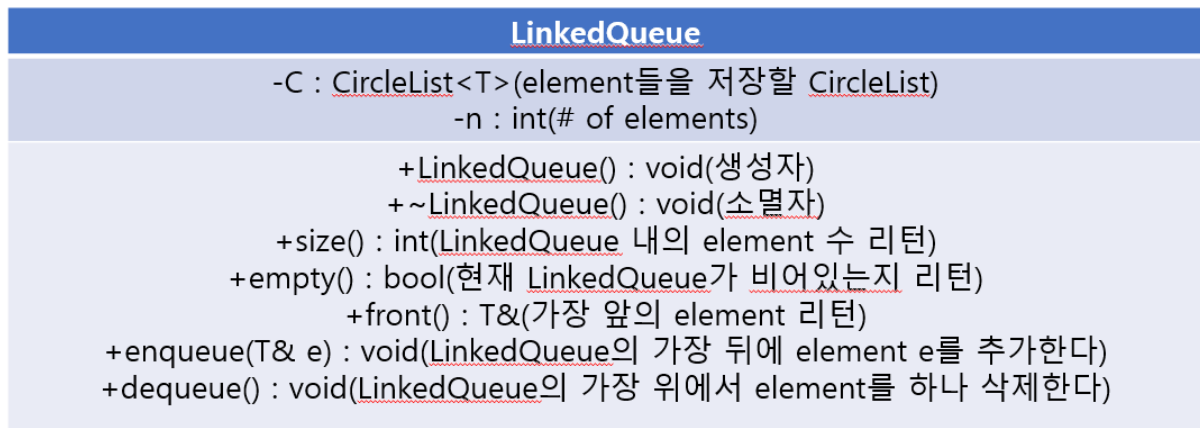 LinkedQueue
-C : CircleList<T>(element들을 저장할 CircleList)
-n : int(# of elements)
+LinkedQueue() : void(생성자)
+~LinkedQueue() : void(소멸자)
+size() : int(LinkedQueue 내의 element 수 리턴)
+empty() : bool(현재 LinkedQueue가 비어있는지 리턴)
+front() : T&(가장 앞의 element 리턴)
+enqueue(T& e) : void(LinkedQueue의 가장 뒤에 element e를 추가한다)
+dequeue() : void(LinkedQueue의 가장 위에서 element를 하나 삭제한다)